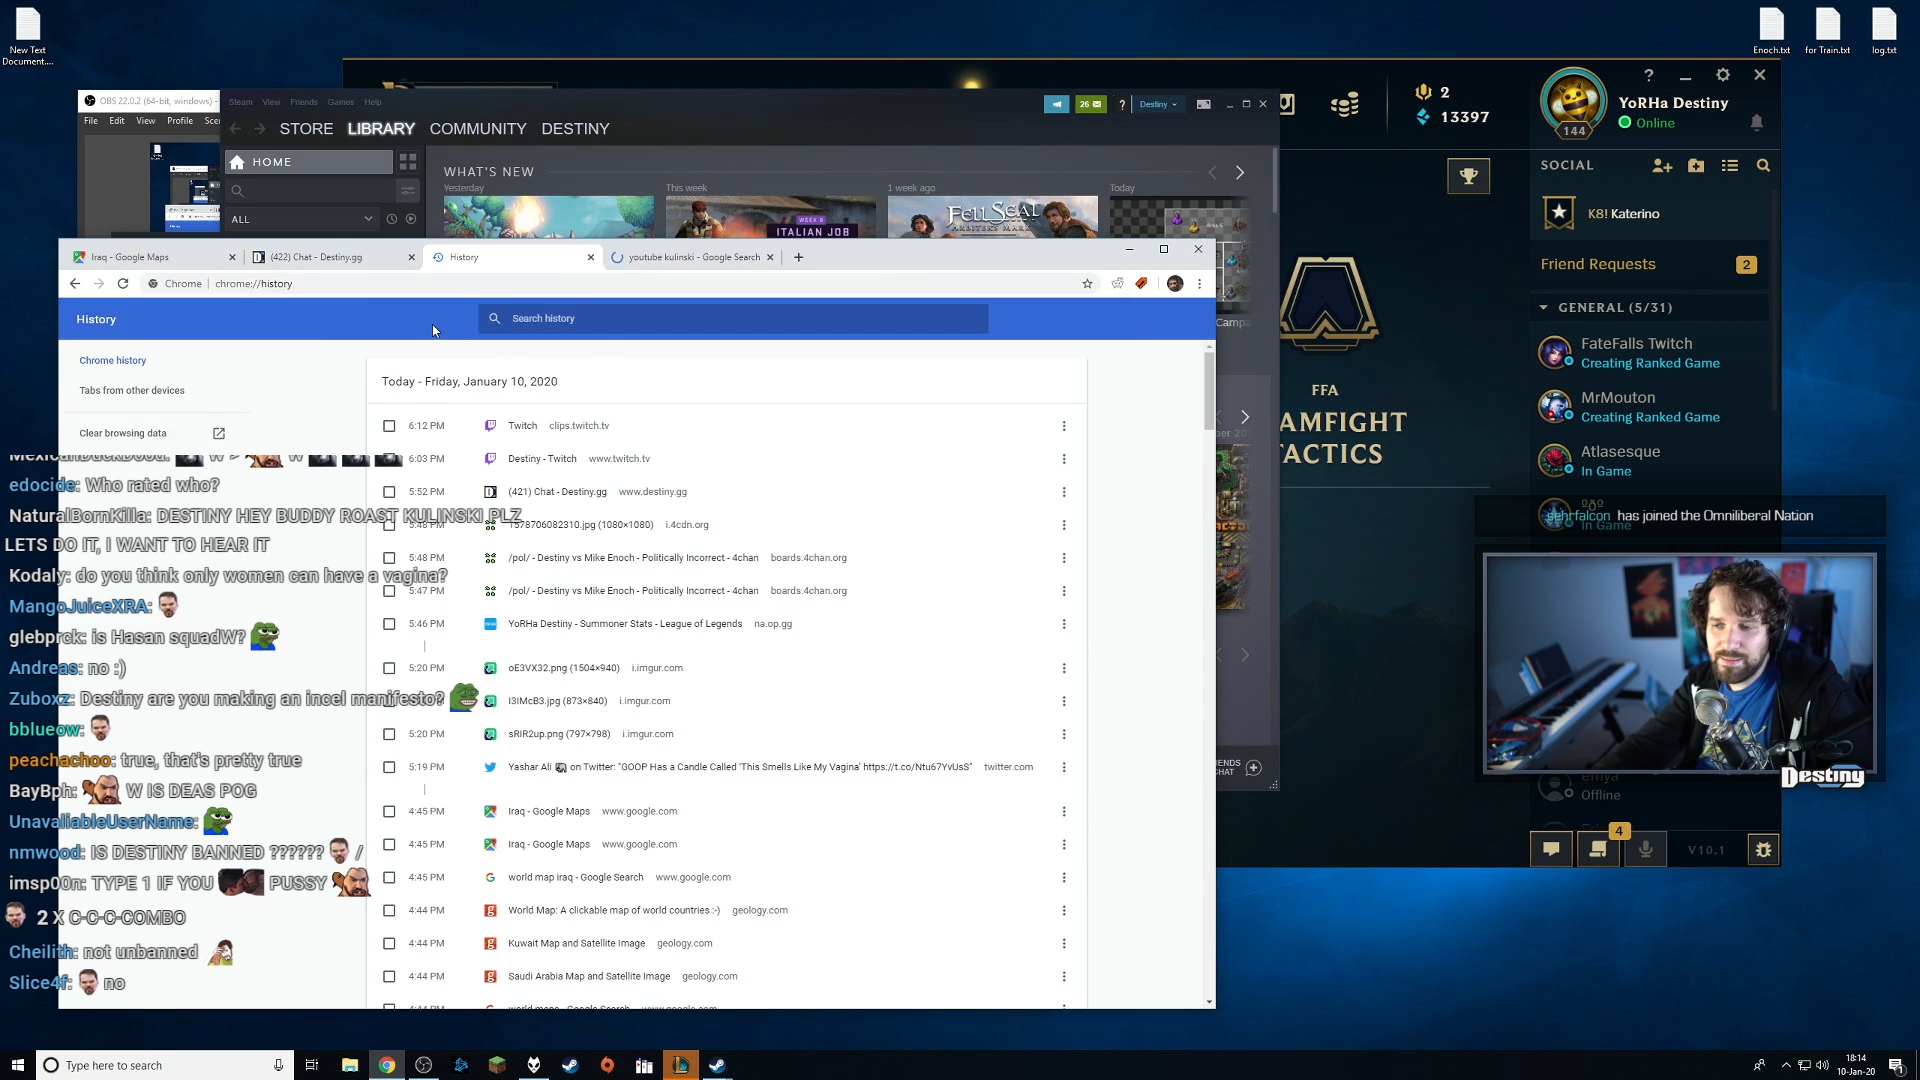 New Text
Document....
Enoch.txt
for Train.txt
log.txt
OBS 22.0.2 (64-bit, windows) -
File Edit View Profile
Steam View Friends Games Help
26
?
Destiny
STORE LIBRARY COMMUNITY DESTINY
HOME
ALL
WHAT'S NEW
Yesterday
This week
1 week ago
Today
WEEK 8
ITALIAN JOB
FELL SEAL
ARBITER'S MARK
2
13397
144
YoRHa Destiny
Online
SOCIAL
K8! Katerino
Friend Requests
2
GENERAL (5/31)
FateFalls Twitch
Creating Ranked Game
MrMouton
Creating Ranked Game
Atlasesque
In Game
In Game
sehrfalcon has joined the Omniliberal Nation
Destiny
Offline
4
V10.1
FFA
AMFIGHT
ACTICS
Iraq - Google Maps
(422) Chat - Destiny.gg
History
youtube kulinski - Google Search
Chrome | chrome://history
History
Search history
Chrome history
Tabs from other devices
Clear browsing data
Today - Friday, January 10, 2020
6:12 PM Twitch clips.twitch.tv
6:03 PM Destiny - Twitch www.twitch.tv
5:52 PM (421) Chat - Destiny.gg www.destiny.gg
5:48 PM 1578706082310.jpg (1080×1080) i.4cdn.org
5:48 PM /pol/ - Destiny vs Mike Enoch - Politically Incorrect - 4chan boards.4chan.org
5:47 PM /pol/ - Destiny vs Mike Enoch - Politically Incorrect - 4chan boards.4chan.org
5:46 PM YoRHa Destiny - Summoner Stats - League of Legends na.op.gg
5:20 PM oE3VX32.png (1504×940) i.imgur.com
I3IMcB3.jpg (873×840) i.imgur.com
5:20 PM sRIR2up.png (797×798) i.imgur.com
5:19 PM Yashar Ali on Twitter: "GOOP Has a Candle Called 'This Smells Like My Vagina' https://t.co/Ntu67YvUsS" twitter.com
4:45 PM Iraq - Google Maps www.google.com
4:45 PM Iraq - Google Maps www.google.com
4:45 PM world map iraq - Google Search www.google.com
4:44 PM World Map: A clickable map of world countries :-) geology.com
4:44 PM Kuwait Map and Satellite Image geology.com
4:44 PM Saudi Arabia Map and Satellite Image geology.com
edocide: Who rated who?
NaturalBornKilla: DESTINY HEY BUDDY ROAST KULINSKI PLZ
LETS DO IT, I WANT TO HEAR IT
Kodaly: do you think only women can have a vagina?
MangoJuiceXRA:
glebprck: is Hasan squadW?
Andreas: no :)
Zuboxz: Destiny are you making an incel manifesto?
bblueow:
peachachoo: true, that's pretty true
BayBph: W IS DEAS POG
UnavaliableUserName:
nmwood: IS DESTINY BANNED ?????? /
imsp00n: TYPE 1 IF YOU PUSSY
2 X C-C-C-COMBO
Cheilith: not unbanned
Slice4f: no
Type here to search
18:14
10-Jan-20